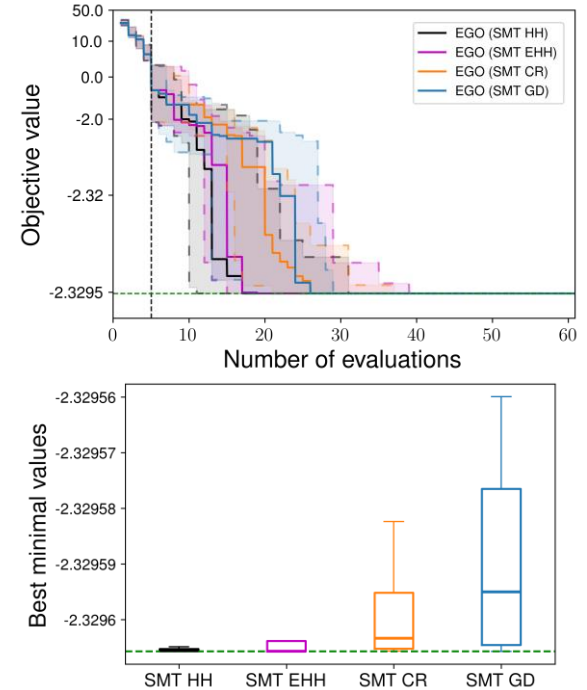 50.0
10.0
0.0
-2.0
-2.32
-2.3295
Objective value
EGO (SMT HH)
EGO (SMT EHH)
EGO (SMT CR)
EGO (SMT GD)
0 10 20 30 40 50 60
Number of evaluations
-2.32956
-2.32957
-2.32958
-2.32959
-2.3296
Best minimal values
SMT HH SMT EHH SMT CR SMT GD